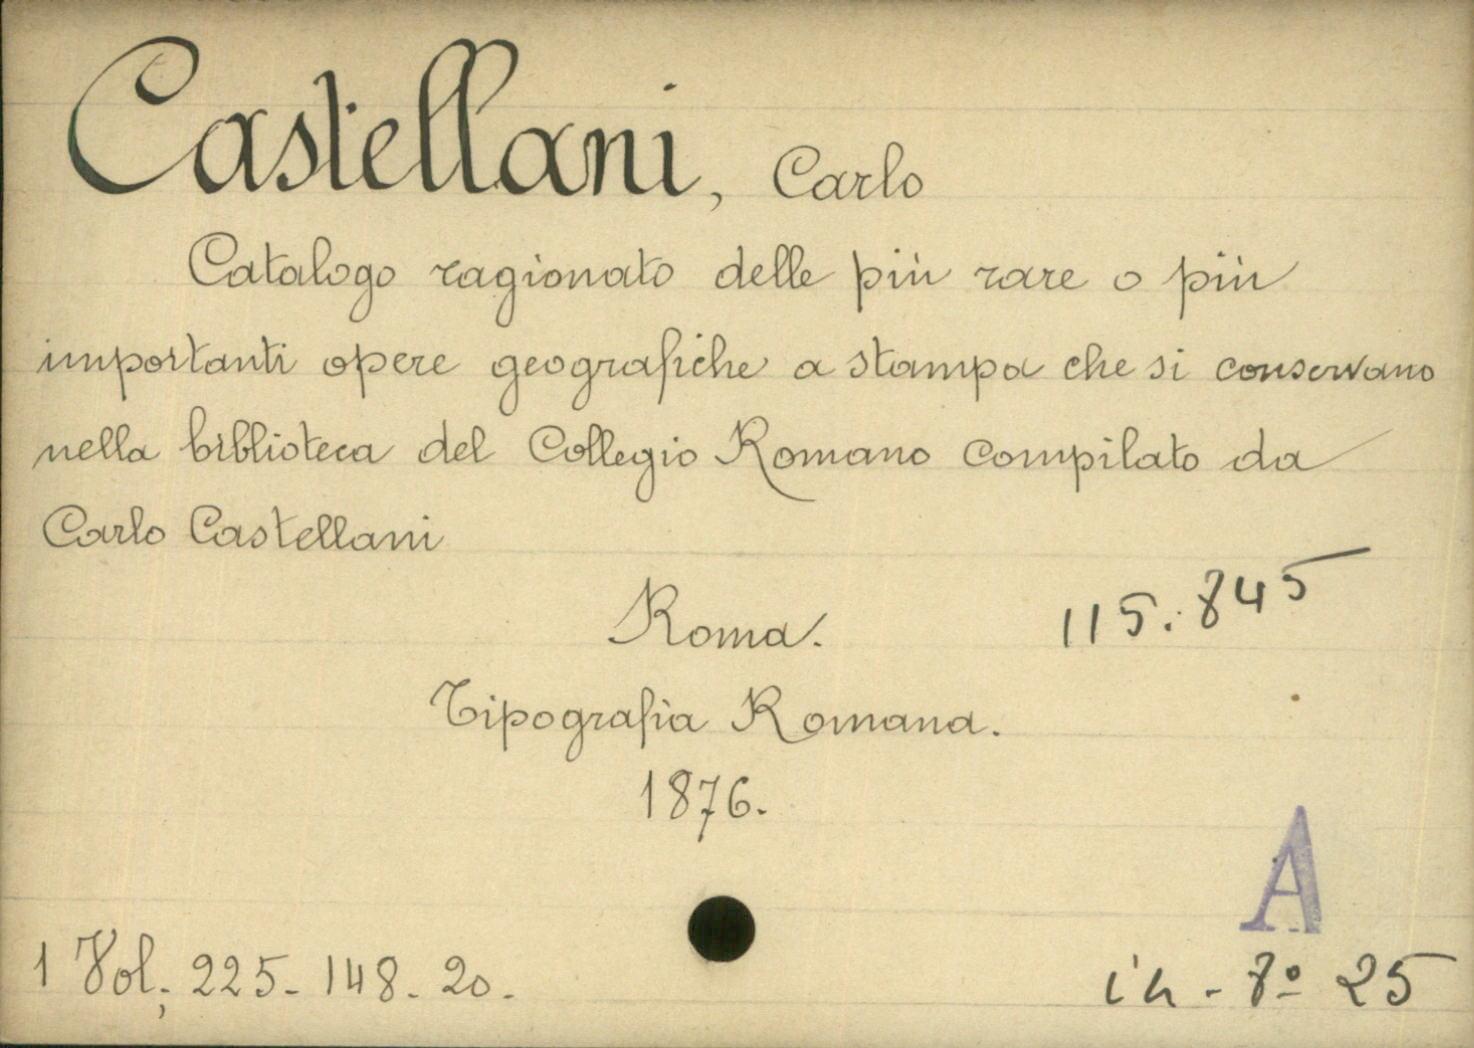 Castellani, Carlo
Catalogo ragionato delle più rare o più
importanti opere geografiche a stampa che si conservano
nella biblioteca del Collegio Romano compilato da
Carlo Castellani
Roma.
115.845
Tipografia Romana.
1876.
A
1 Vol; 225-148-20.
in-8º 25